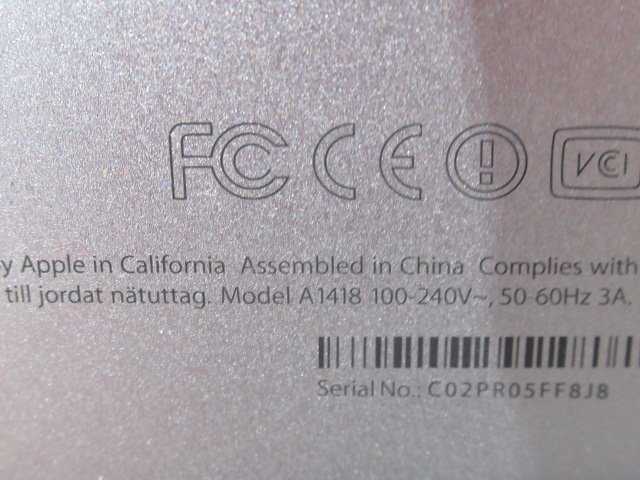 FC CE VCCI
y Apple in California Assembled in China Complies with
till jordat nätuttag. Model A1418 100-240V~, 50-60Hz 3A.
Serial No.: C02PR05FF8J8